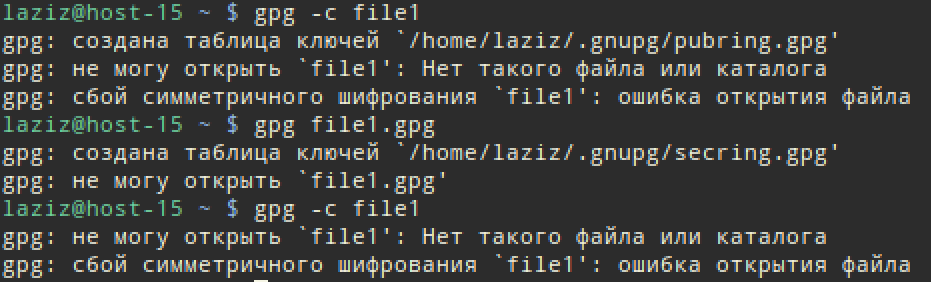 laziz@host-15 ~ $ gpg -c file1
gpg: создана таблица ключей `/home/laziz/.gnupg/pubring.gpg'
gpg: не могу открыть `file1': Нет такого файла или каталога
gpg: сбой симметричного шифрования `file1': ошибка открытия файла
laziz@host-15 ~ $ gpg file1.gpg
gpg: создана таблица ключей `/home/laziz/.gnupg/secring.gpg'
gpg: не могу открыть `file1.gpg'
laziz@host-15 ~ $ gpg -c file1
gpg: не могу открыть `file1': Нет такого файла или каталога
gpg: сбой симметричного шифрования `file1': ошибка открытия файла